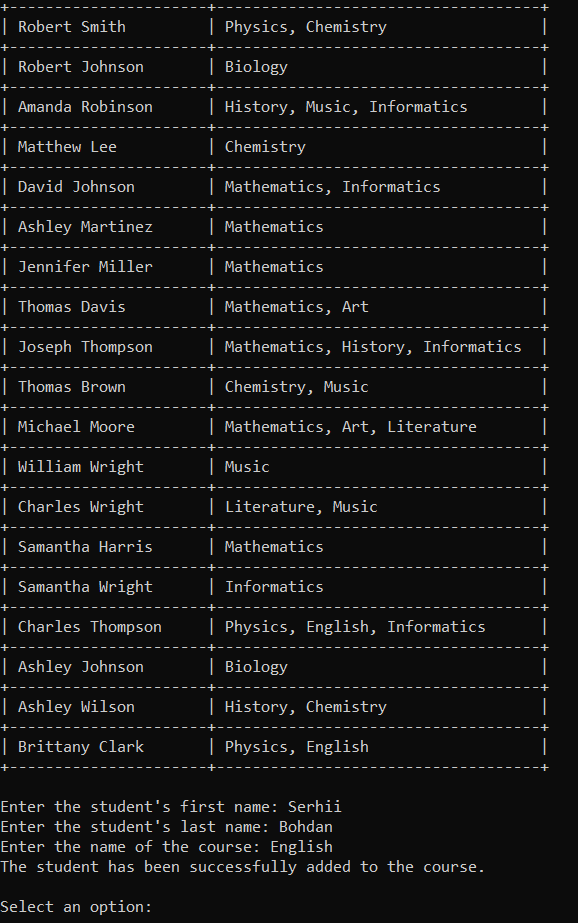 +----------------------+------------------------------------+
| Robert Smith         | Physics, Chemistry                 |
+----------------------+------------------------------------+
| Robert Johnson       | Biology                            |
+----------------------+------------------------------------+
| Amanda Robinson      | History, Music, Informatics        |
+----------------------+------------------------------------+
| Matthew Lee          | Chemistry                          |
+----------------------+------------------------------------+
| David Johnson        | Mathematics, Informatics           |
+----------------------+------------------------------------+
| Ashley Martinez      | Mathematics                        |
+----------------------+------------------------------------+
| Jennifer Miller      | Mathematics                        |
+----------------------+------------------------------------+
| Thomas Davis         | Mathematics, Art                   |
+----------------------+------------------------------------+
| Joseph Thompson      | Mathematics, History, Informatics  |
+----------------------+------------------------------------+
| Thomas Brown         | Chemistry, Music                   |
+----------------------+------------------------------------+
| Michael Moore        | Mathematics, Art, Literature       |
+----------------------+------------------------------------+
| William Wright       | Music                              |
+----------------------+------------------------------------+
| Charles Wright       | Literature, Music                  |
+----------------------+------------------------------------+
| Samantha Harris      | Mathematics                        |
+----------------------+------------------------------------+
| Samantha Wright      | Informatics                        |
+----------------------+------------------------------------+
| Charles Thompson     | Physics, English, Informatics      |
+----------------------+------------------------------------+
| Ashley Johnson       | Biology                            |
+----------------------+------------------------------------+
| Ashley Wilson        | History, Chemistry                 |
+----------------------+------------------------------------+
| Brittany Clark       | Physics, English                   |
+----------------------+------------------------------------+
Enter the student's first name: Serhii
Enter the student's last name: Bohdan
Enter the name of the course: English
The student has been successfully added to the course.
Select an option: